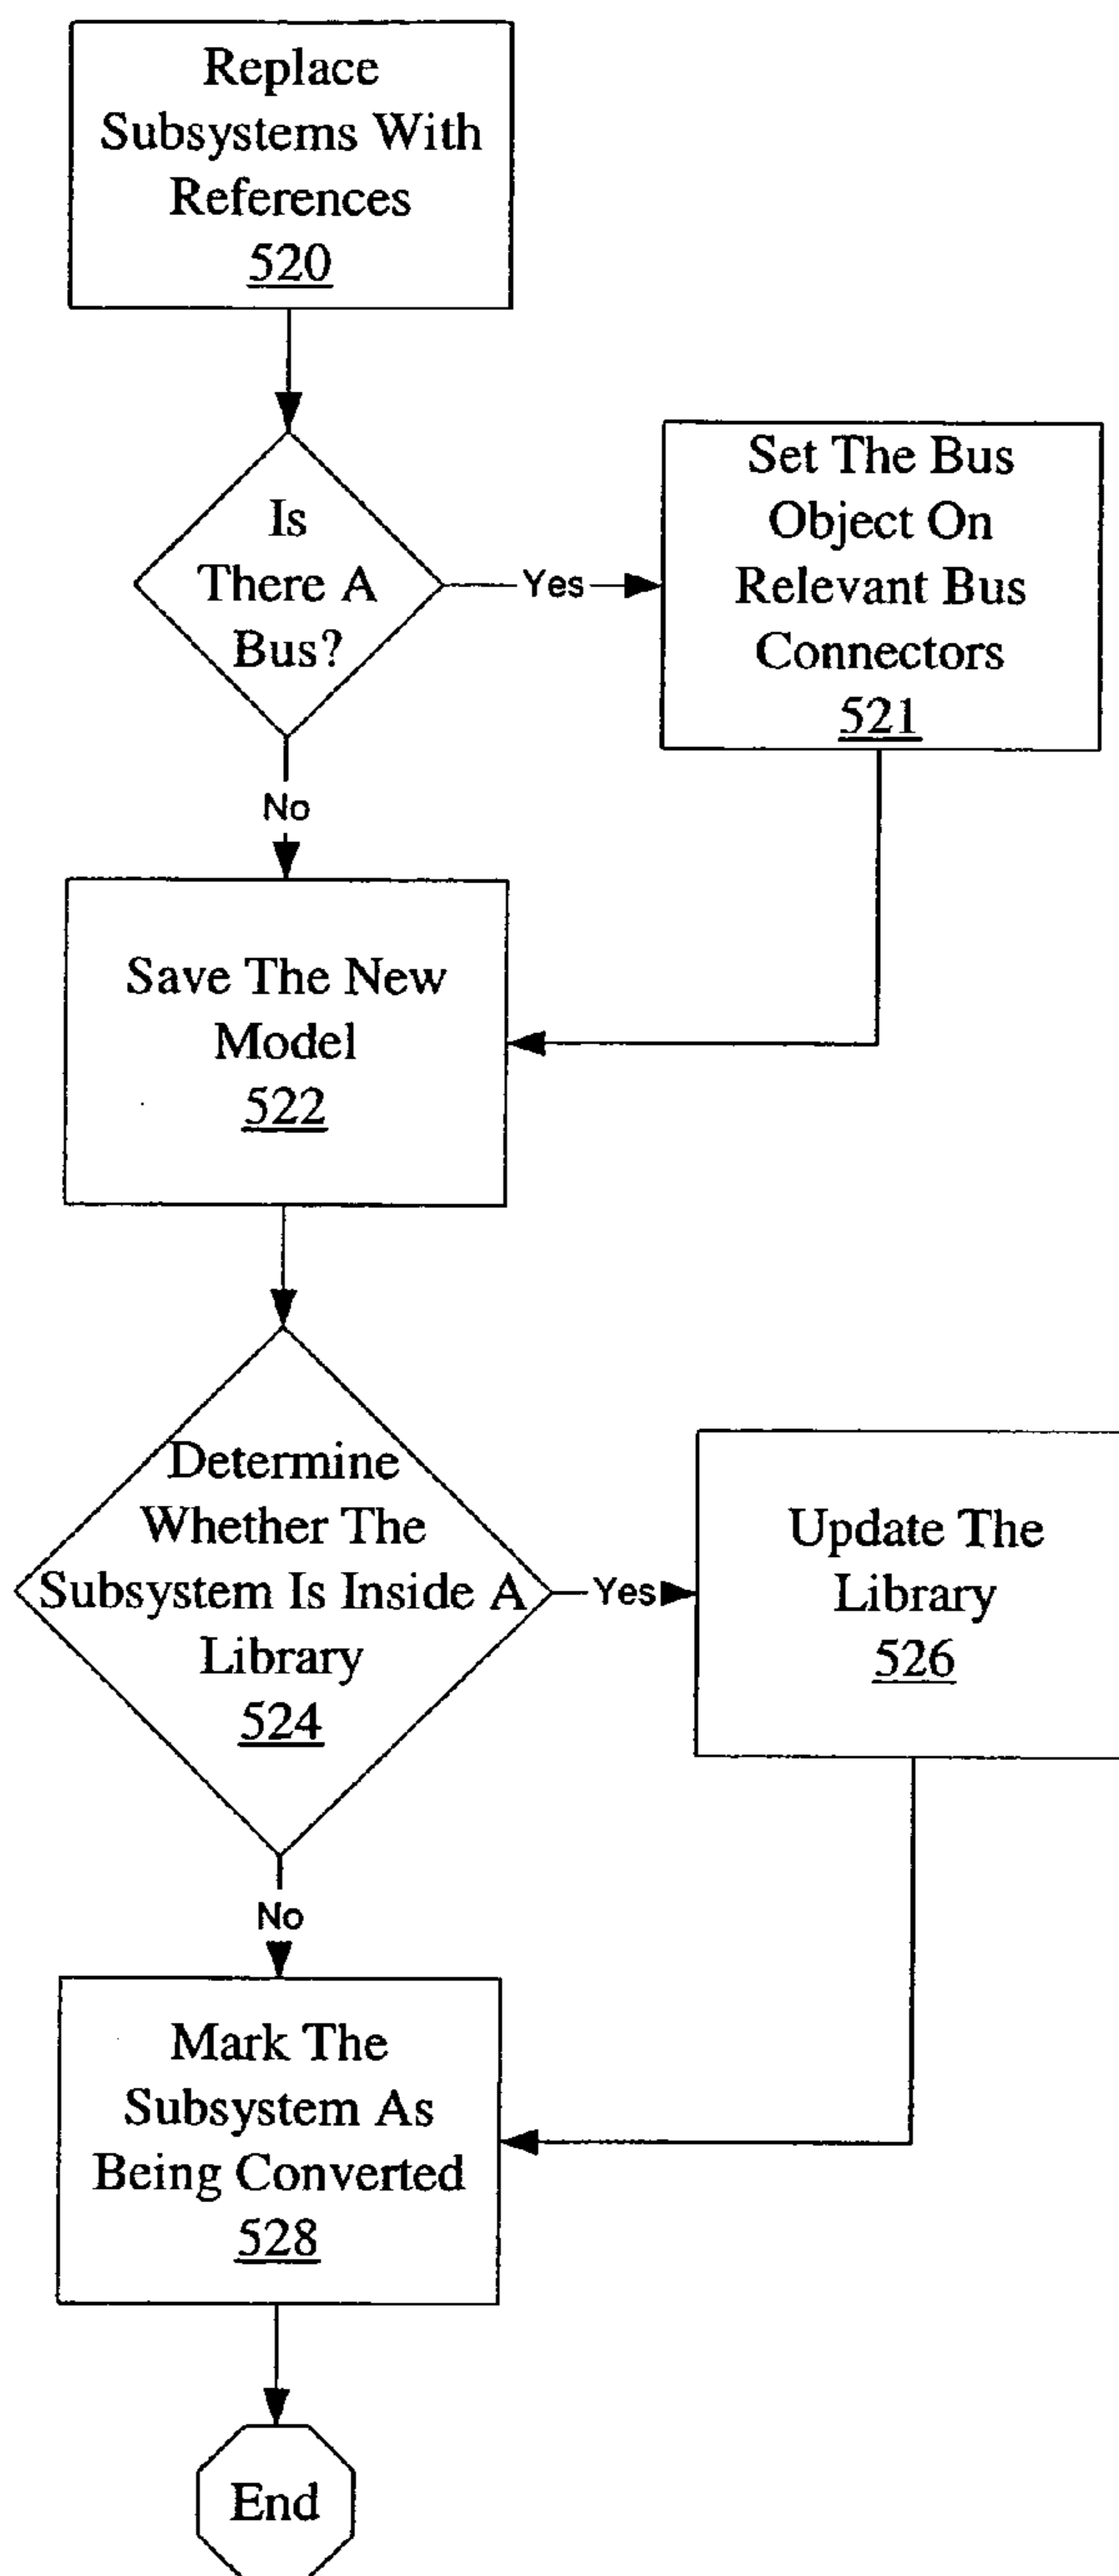 Replace
Subsystems With
References
520
Is
There A
Bus?
Yes
Set The Bus
Object On
Relevant Bus
Connectors
521
No
Save The New
Model
522
Determine
Whether The
Subsystem Is Inside A
Library
524
Yes
Update The
Library
526
No
Mark The
Subsystem As
Being Converted
528
End